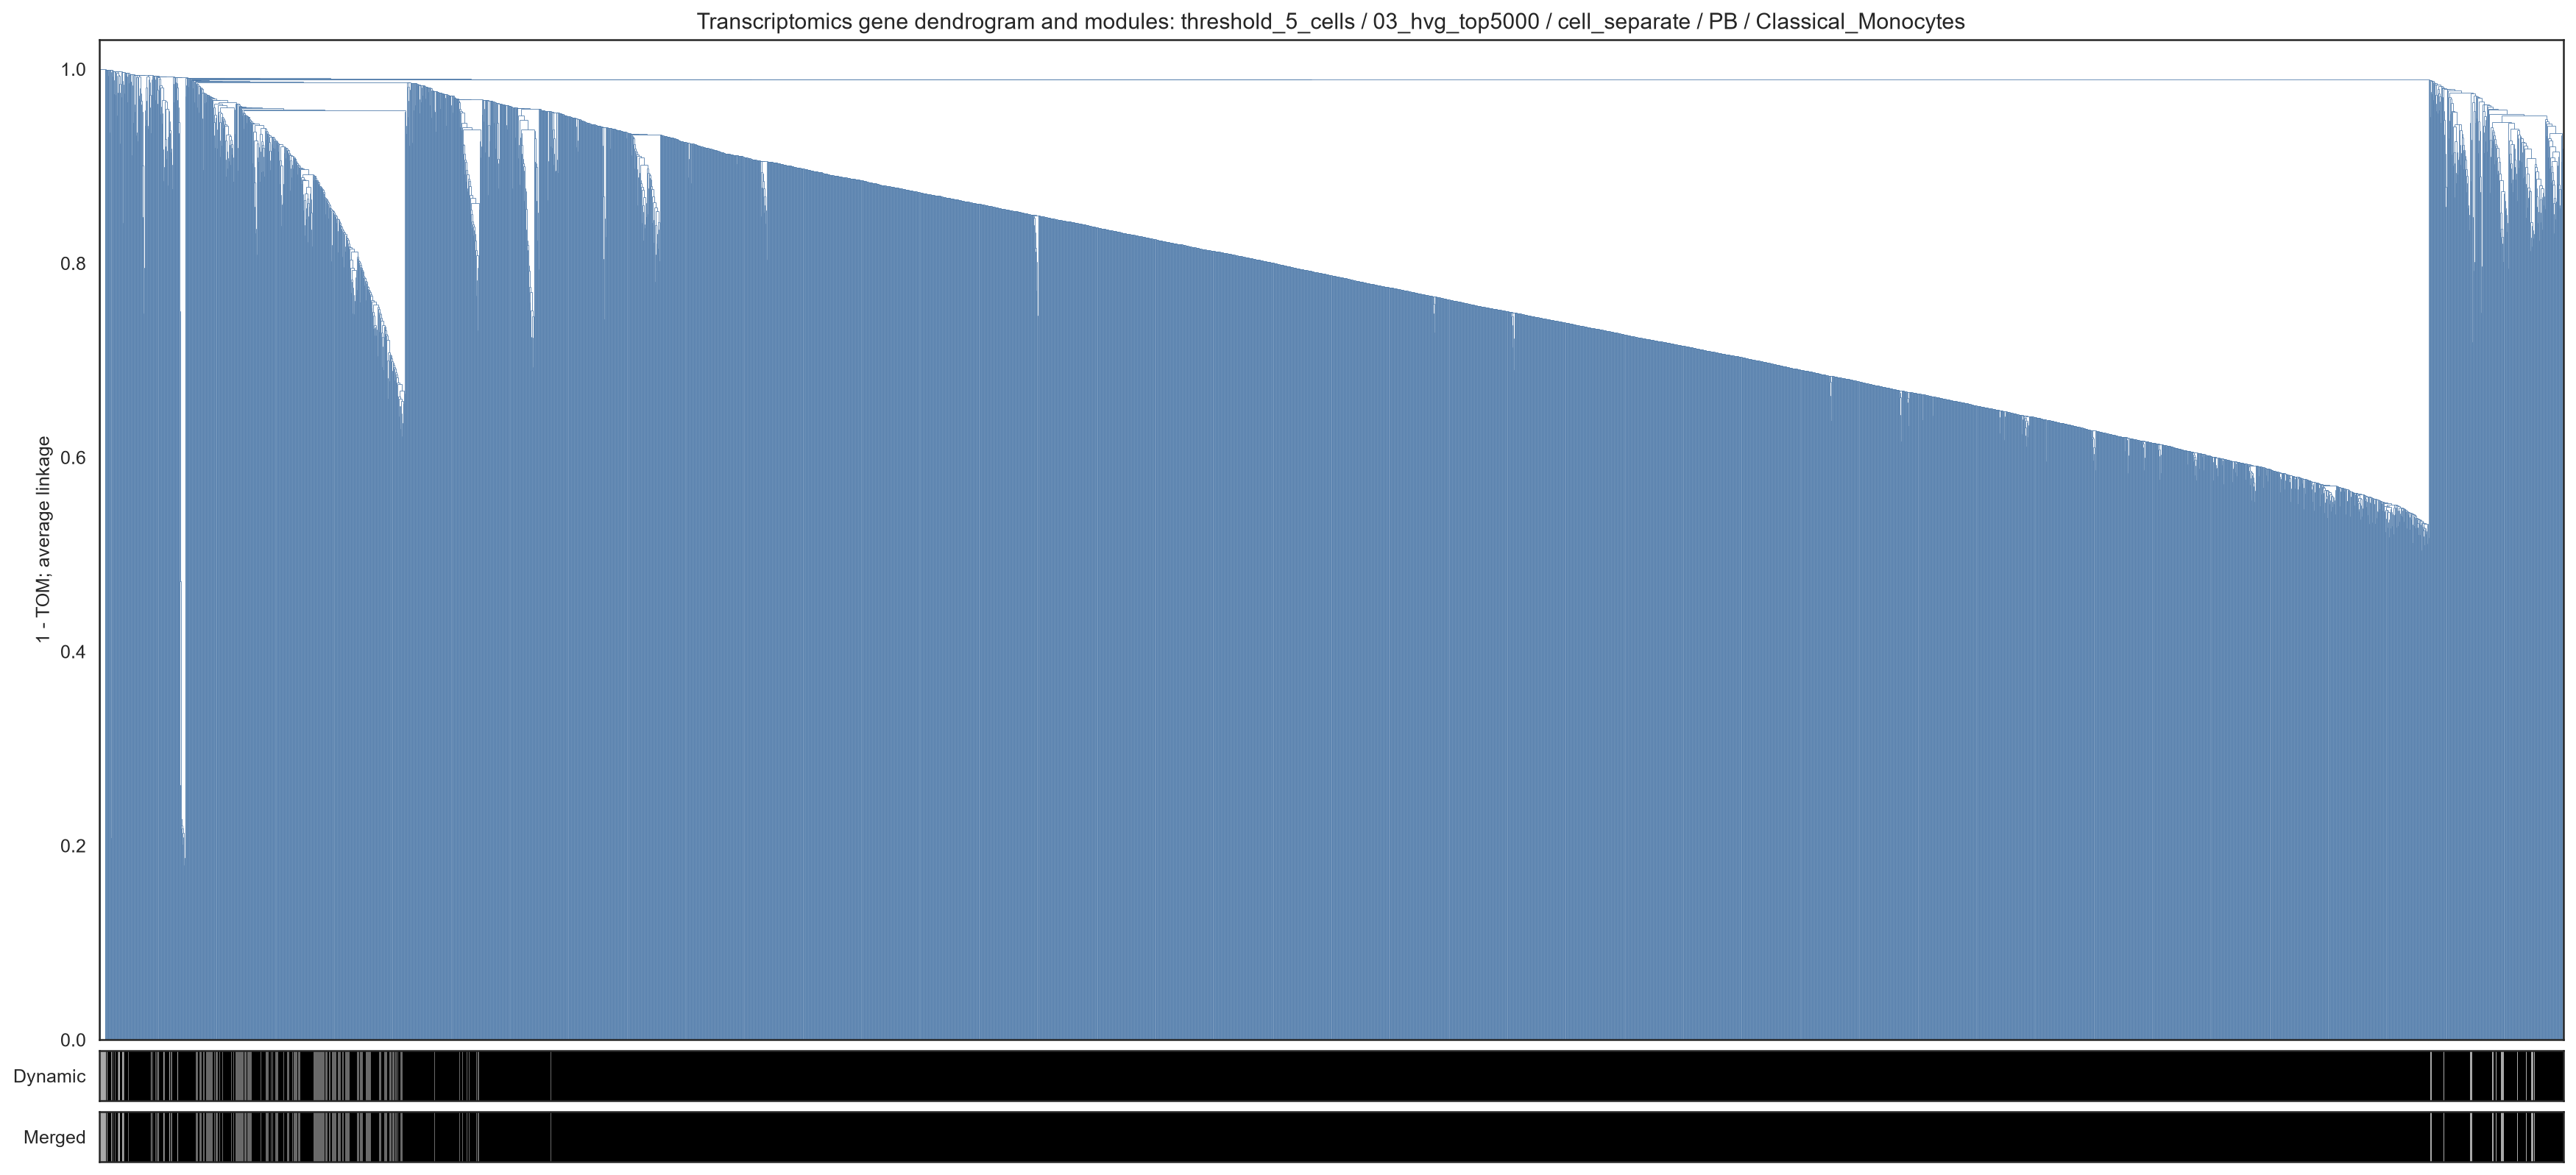 Transcriptomics gene dendrogram and modules: threshold_5_cells / 03_hvg_top5000 / cell_separate / PB / Classical_Monocytes
1.0
0.8
0.6
0.4
0.2
0.0
1 - TOM; average linkage
Dynamic
Merged